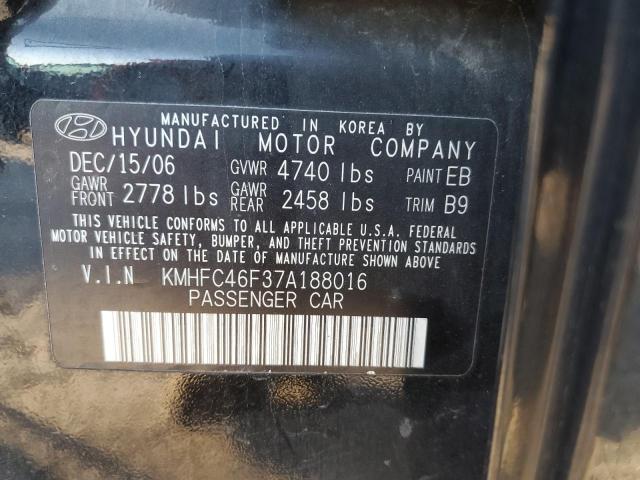 MANUFACTURED IN KOREA BY
HYUNDAI MOTOR COMPANY
DEC/15/06 GVWR 4740 lbs PAINT EB
GAWR FRONT 2778 lbs GAWR REAR 2458 lbs TRIM B9
THIS VEHICLE CONFORMS TO ALL APPLICABLE U.S.A. FEDERAL
MOTOR VEHICLE SAFETY, BUMPER, AND THEFT PREVENTION STANDARDS
IN EFFECT ON THE DATE OF MANUFACTURE SHOWN ABOVE.
V.I.N KMHFC46F37A188016
PASSENGER CAR